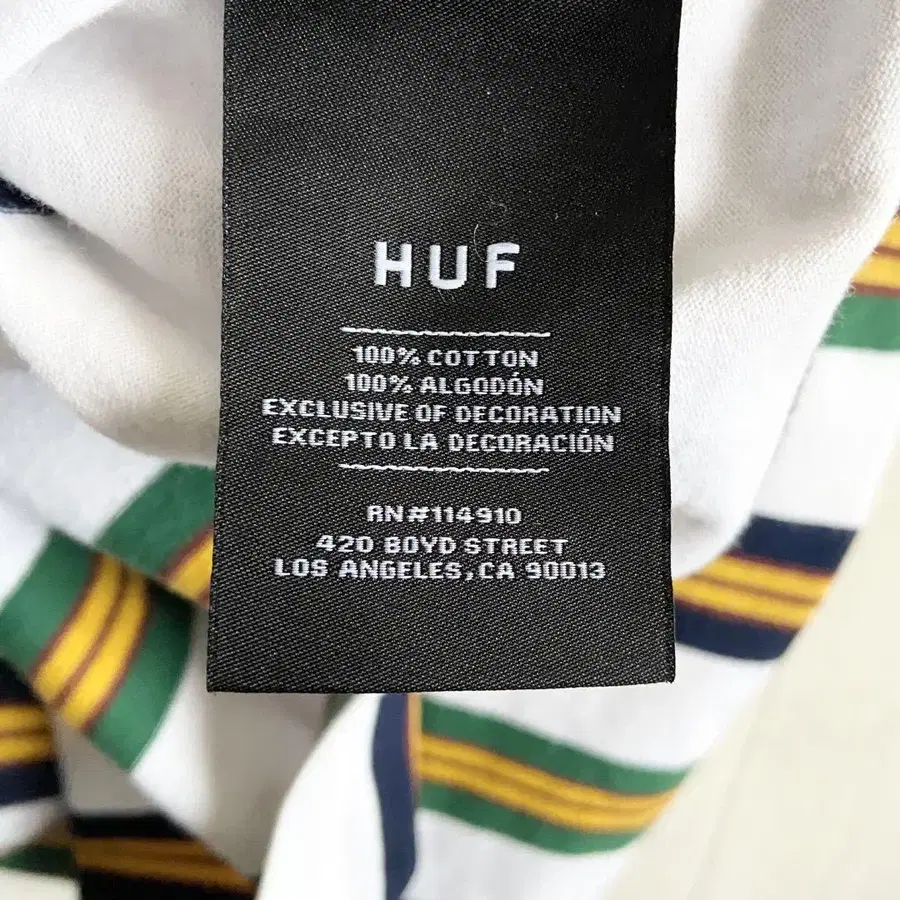 HUF
100% COTTON
100% ALGODÓN
EXCLUSIVE OF DECORATION
EXCEPTO LA DECORACIÓN
RN#114910
420 BOYD STREET
LOS ANGELES, CA 90013